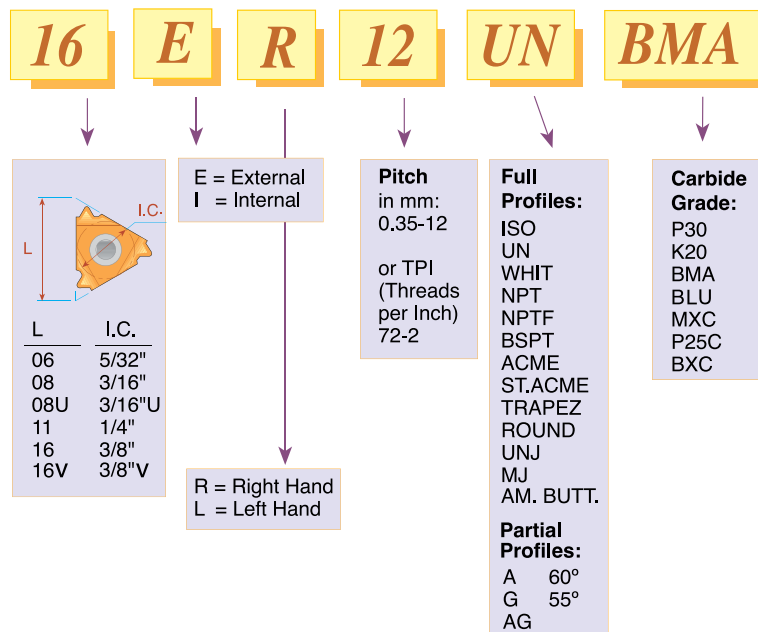 16 E R 12 UN BMA
I.C.
L
L I.C.
06 5/32"
08 3/16"
08U 3/16"U
11 1/4"
16 3/8"
16V 3/8"V
E = External
I = Internal
R = Right Hand
L = Left Hand
Pitch
in mm:
0.35-12
or TPI
(Threads
per Inch)
72-2
Full
Profiles:
ISO
UN
WHIT
NPT
NPTF
BSPT
ACME
ST.ACME
TRAPEZ
ROUND
UNJ
MJ
AM. BUTT.
Partial
Profiles:
A 60º
G 55º
AG
Carbide
Grade:
P30
K20
BMA
BLU
MXC
P25C
BXC